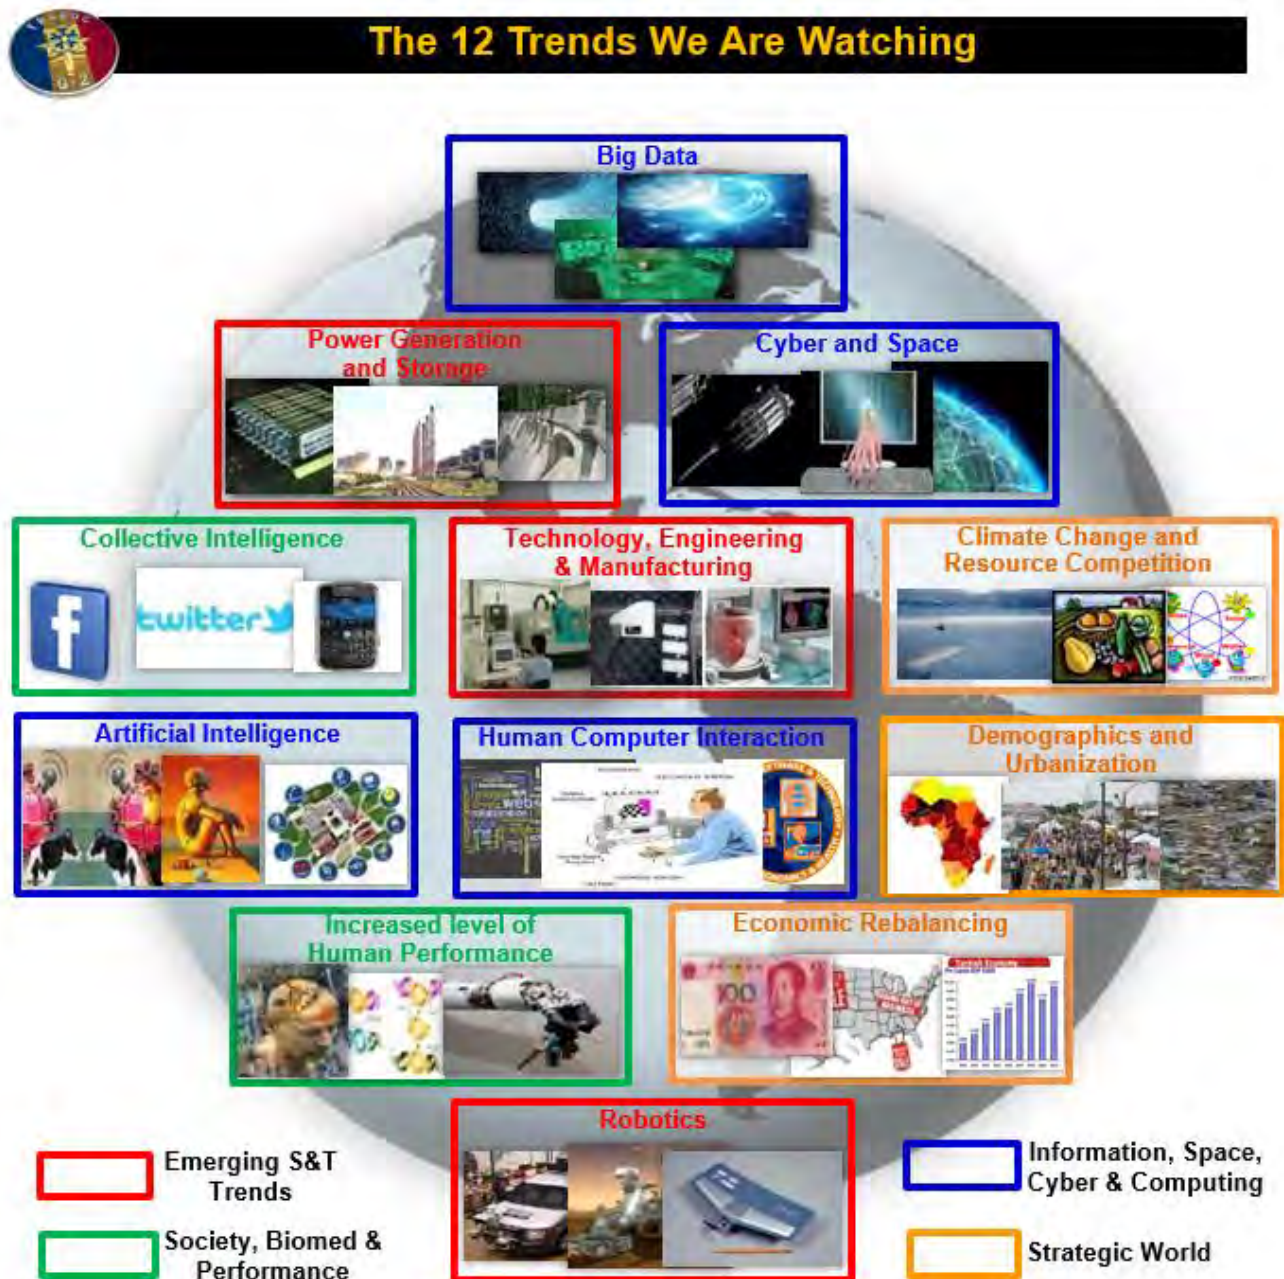 The 12 Trends We Are Watching
Big Data
Power Generation
and Storage
Cyber and Space
Collective Intelligence
twitter
Technology, Engineering
& Manufacturing
Climate Change and
Resource Competition
Artificial Intelligence
Human Computer Interaction
Demographics and
Urbanization
Increased level of
Human Performance
Economic Rebalancing
100
Robotics
Emerging S&T
Trends
Society, Biomed &
Performance
Information, Space,
Cyber & Computing
Strategic World